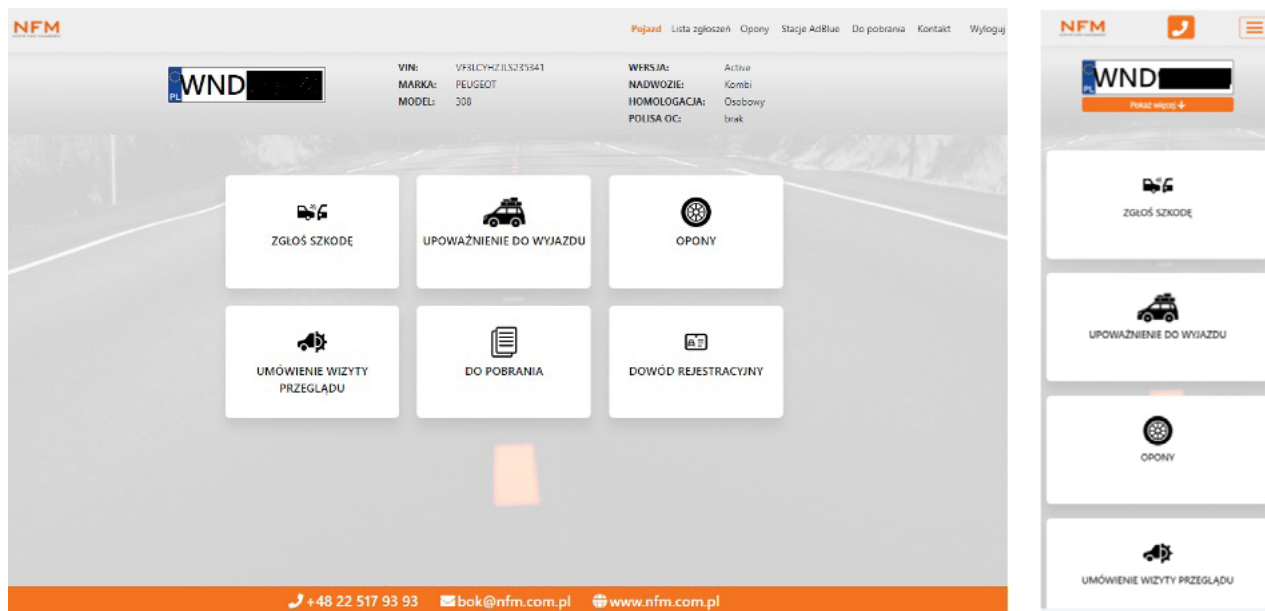 NFM
Pojazd Lista zgłoszeń Opony Stacje AdBlue Do pobrania Kontakt Wyloguj
PL WND
VIN:
MARKA: PEUGEOT
MODEL: 308
WERSJA: Active
NADWOZIE: Kombi
HOMOLOGACJA: Osobowy
POLISA OC: brak
ZGŁOŚ SZKODĘ
UPOWAŻNIENIE DO WYJAZDU
OPONY
UMÓWIENIE WIZYTY
PRZEGLĄDU
DO POBRANIA
DOWÓD REJESTRACYJNY
+48 22 517 93 93 bok@nfm.com.pl www.nfm.com.pl
NFM
PL WND
Pokaż więcej
ZGŁOŚ SZKODĘ
UPOWAŻNIENIE DO WYJAZDU
OPONY
UMÓWIENIE WIZYTY PRZEGLĄDU